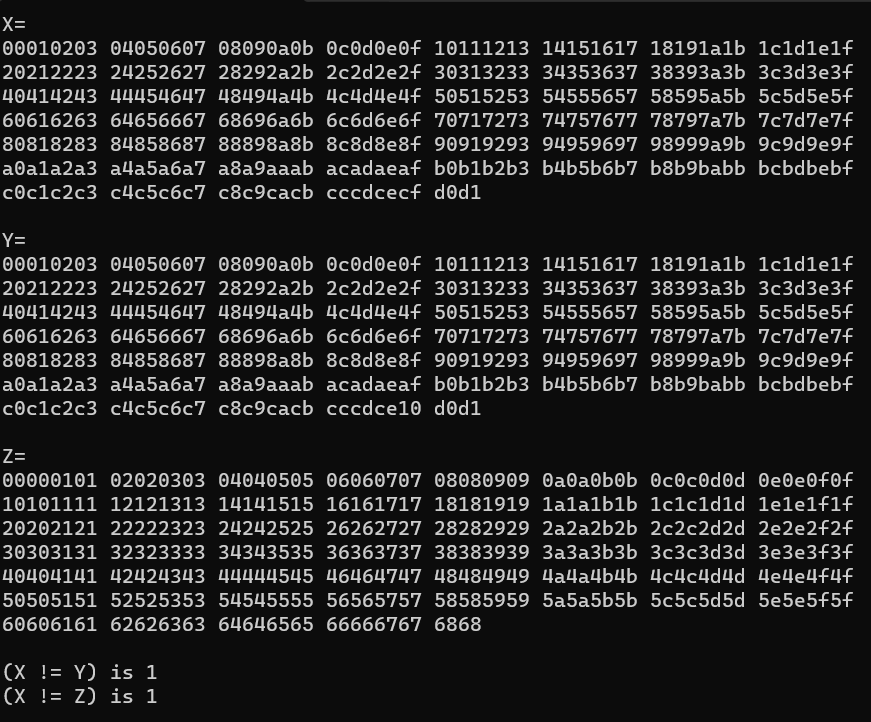 X=
00010203 04050607 08090a0b 0c0d0e0f 10111213 14151617 18191a1b 1c1d1e1f
20212223 24252627 28292a2b 2c2d2e2f 30313233 34353637 38393a3b 3c3d3e3f
40414243 44454647 48494a4b 4c4d4e4f 50515253 54555657 58595a5b 5c5d5e5f
60616263 64656667 68696a6b 6c6d6e6f 70717273 74757677 78797a7b 7c7d7e7f
80818283 84858687 88898a8b 8c8d8e8f 90919293 94959697 98999a9b 9c9d9e9f
a0a1a2a3 a4a5a6a7 a8a9aaab acadaeaf b0b1b2b3 b4b5b6b7 b8b9babb bcbdbebf
c0c1c2c3 c4c5c6c7 c8c9cacb cccdcecf d0d1
Y=
00010203 04050607 08090a0b 0c0d0e0f 10111213 14151617 18191a1b 1c1d1e1f
20212223 24252627 28292a2b 2c2d2e2f 30313233 34353637 38393a3b 3c3d3e3f
40414243 44454647 48494a4b 4c4d4e4f 50515253 54555657 58595a5b 5c5d5e5f
60616263 64656667 68696a6b 6c6d6e6f 70717273 74757677 78797a7b 7c7d7e7f
80818283 84858687 88898a8b 8c8d8e8f 90919293 94959697 98999a9b 9c9d9e9f
a0a1a2a3 a4a5a6a7 a8a9aaab acadaeaf b0b1b2b3 b4b5b6b7 b8b9babb bcbdbebf
c0c1c2c3 c4c5c6c7 c8c9cacb cccdce10 d0d1
Z=
00000101 02020303 04040505 06060707 08080909 0a0a0b0b 0c0c0d0d 0e0e0f0f
10101111 12121313 14141515 16161717 18181919 1a1a1b1b 1c1c1d1d 1e1e1f1f
20202121 22222323 24242525 26262727 28282929 2a2a2b2b 2c2c2d2d 2e2e2f2f
30303131 32323333 34343535 36363737 38383939 3a3a3b3b 3c3c3d3d 3e3e3f3f
40404141 42424343 44444545 46464747 48484949 4a4a4b4b 4c4c4d4d 4e4e4f4f
50505151 52525353 54545555 56565757 58585959 5a5a5b5b 5c5c5d5d 5e5e5f5f
60606161 62626363 64646565 66666767 6868
(X != Y) is 1
(X != Z) is 1